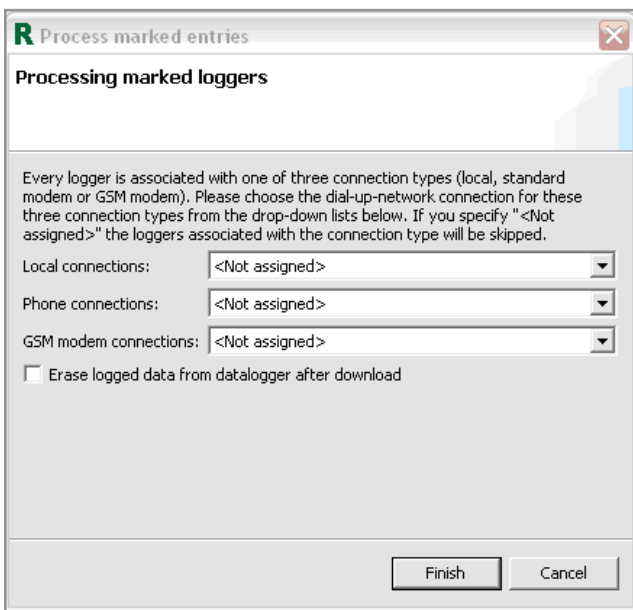 R Process marked entries
Processing marked loggers
Every logger is associated with one of three connection types (local, standard
modem or GSM modem). Please choose the dial-up-network connection for these
three connection types from the drop-down lists below. If you specify "<Not
assigned>" the loggers associated with the connection type will be skipped.
Local connections: <Not assigned>
Phone connections: <Not assigned>
GSM modem connections: <Not assigned>
Erase logged data from datalogger after download
Finish Cancel